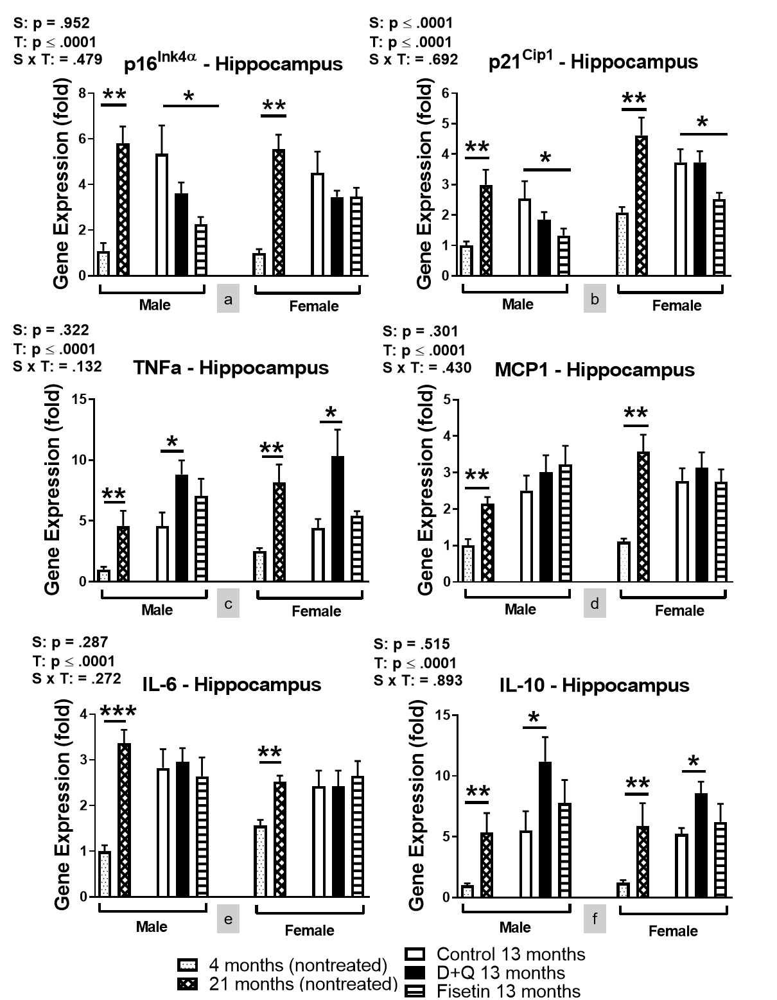 S: p = .952
T: p ≤ .0001
S x T: = .479
p16Ink4α - Hippocampus
**
*
**
Gene Expression (fold)
8
6
4
2
0
Male
a
Female
S: p ≤ .0001
T: p ≤ .0001
S x T: = .692
p21Cip1 - Hippocampus
**
*
**
*
Gene Expression (fold)
6
5
4
3
2
1
0
Male
b
Female
S: p = .322
T: p ≤ .0001
S x T: = .132
TNFa - Hippocampus
**
*
**
*
Gene Expression (fold)
15
10
5
0
Male
c
Female
S: p = .301
T: p ≤ .0001
S x T: = .430
MCP1 - Hippocampus
**
**
Gene Expression (fold)
5
4
3
2
1
0
Male
d
Female
S: p = .287
T: p ≤ .0001
S x T: = .272
IL-6 - Hippocampus
***
**
Gene Expression (fold)
4
3
2
1
0
Male
e
Female
S: p = .515
T: p ≤ .0001
S x T: = .893
IL-10 - Hippocampus
**
*
**
*
Gene Expression (fold)
15
10
5
0
Male
f
Female
4 months (nontreated)
21 months (nontreated)
Control 13 months
D+Q 13 months
Fisetin 13 months